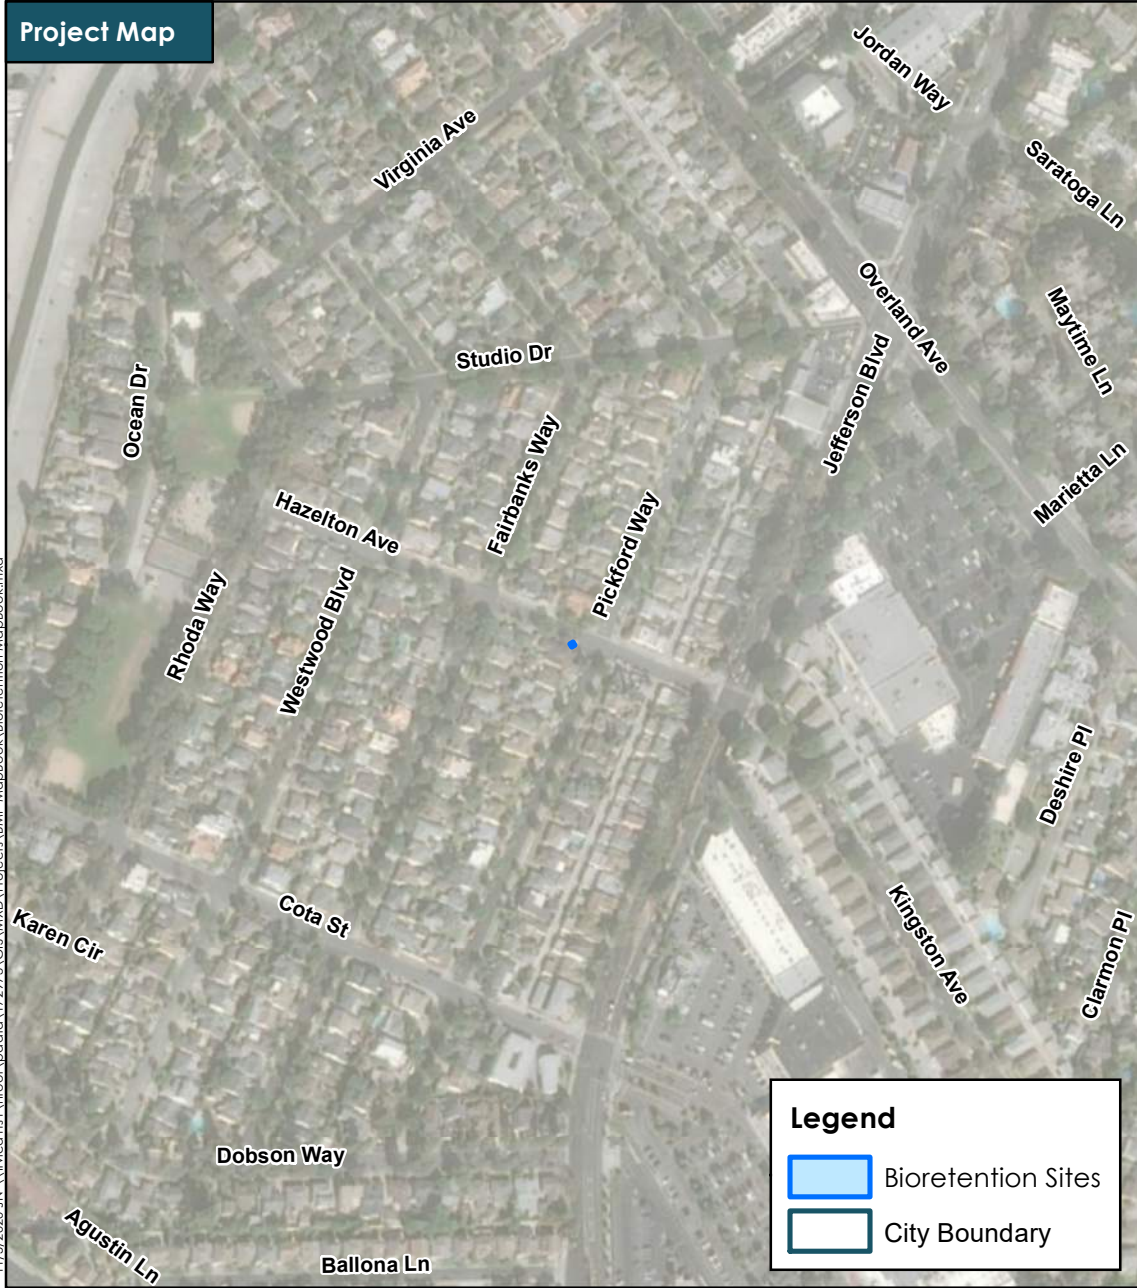 Project Map
Jordan Way
Virginia Ave
Saratoga Ln
Overland Ave
Maytime Ln
Studio Dr
Jefferson Blvd
Ocean Dr
Fairbanks Way
Marietta Ln
Hazelton Ave
Pickford Way
Rhoda Way
Westwood Blvd
Deshire Pl
Kingston Ave
Cota St
Karen Cir
Clarmon Pl
Legend
Bioretention Sites
City Boundary
Dobson Way
Agustin Ln
Ballona Ln